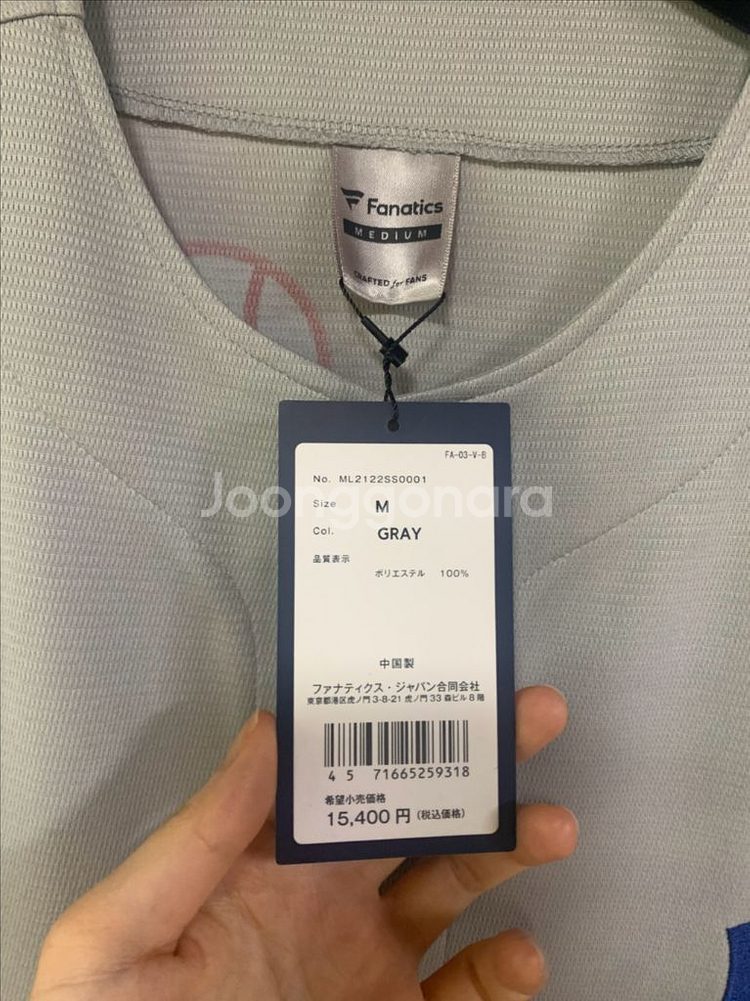 Fanatics
MEDIUM
CRAFTED for FANS
FA-03-V-B
No. ML2122SS0001
Joonggonara
Size M
Col. GRAY
品質表示
ポリエステル 100%
中国製
ファナティクス・ジャパン合同会社
東京都港区虎ノ門3-8-21 虎ノ門33森ビル8階
45 71665259318
希望小売価格
15,400円(税込価格)